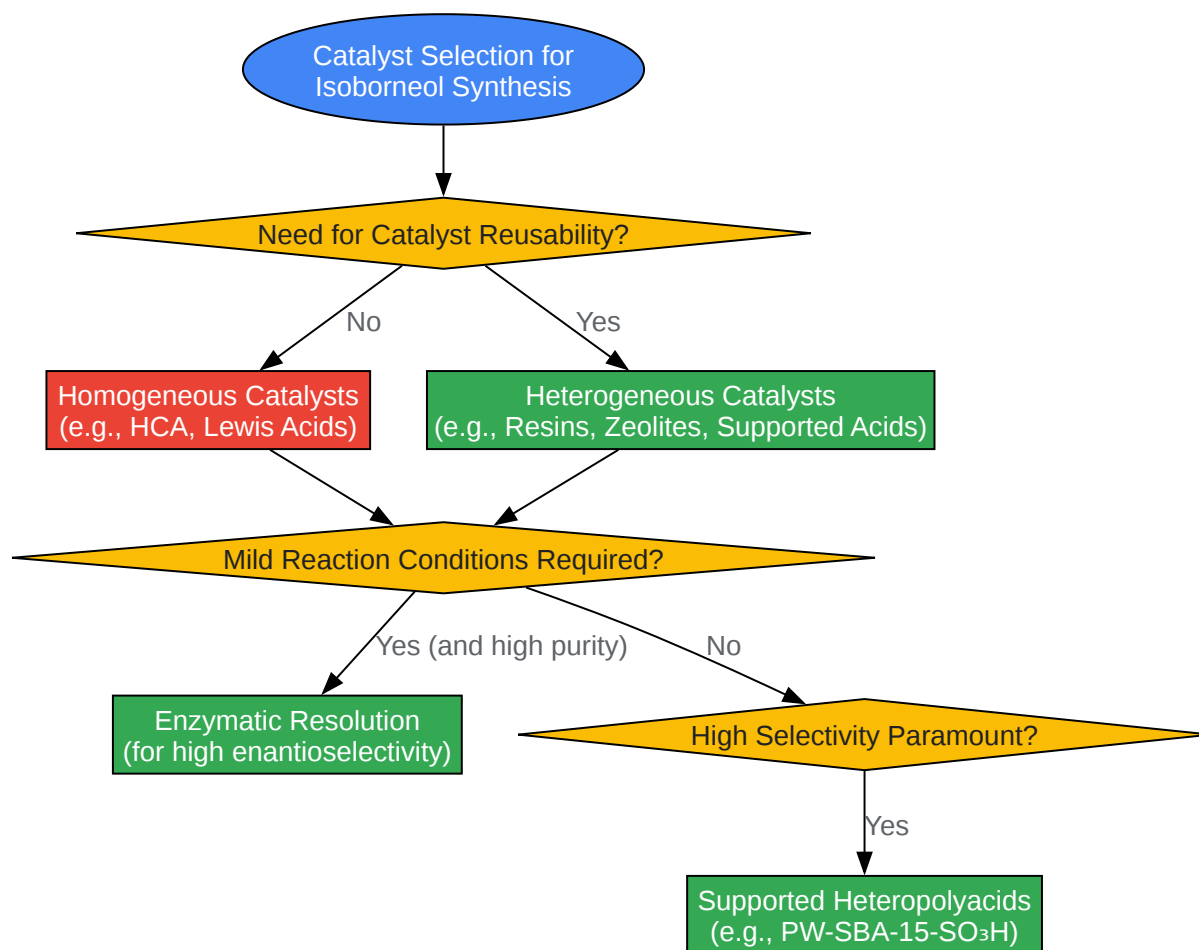 Catalyst Selection for
Isoborneol Synthesis
Need for Catalyst Reusability?
No
Yes
Homogeneous Catalysts
(e.g., HCA, Lewis Acids)
Heterogeneous Catalysts
(e.g., Resins, Zeolites, Supported Acids)
Mild Reaction Conditions Required?
Yes (and high purity)
No
Enzymatic Resolution
(for high enantioselectivity)
High Selectivity Paramount?
Yes
Supported Heteropolyacids
(e.g., PW-SBA-15-SO₃H)